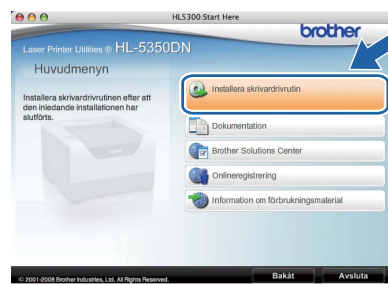 HL5300:Start Here
brother
Laser Printer Utilities ® HL-5350DN
Huvudmenyn
Installera skrivardrivrutinen efter att
den inledande installationen har
slutförts.
Installera skrivardrivrutin
Dokumentation
Brother Solutions Center
Onlineregistrering
Information om förbrukningsmaterial
© 2001-2008 Brother Industries, Ltd. All Rights Reserved.
Bakåt
Avsluta